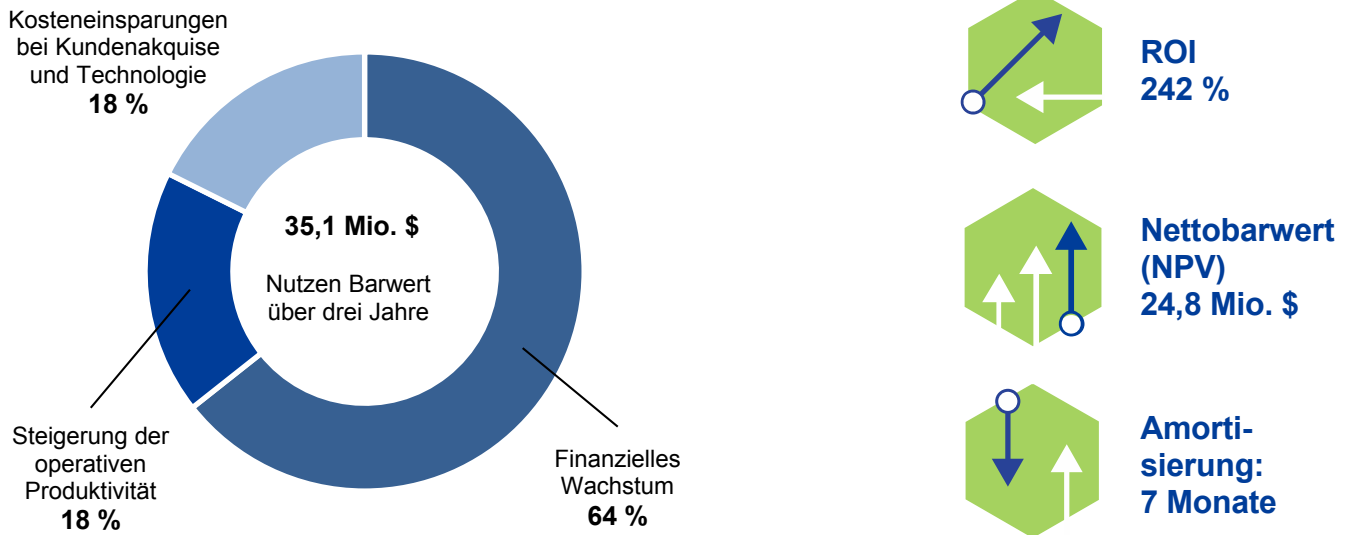 Kosteneinsparungen
bei Kundenakquise
und Technologie
18 %
35,1 Mio. $
Nutzen Barwert
über drei Jahre
Steigerung der
operativen
Produktivität
18 %
Finanzielles
Wachstum
64 %
ROI
242 %
Nettobarwert
(NPV)
24,8 Mio. $
Amorti-
sierung:
7 Monate